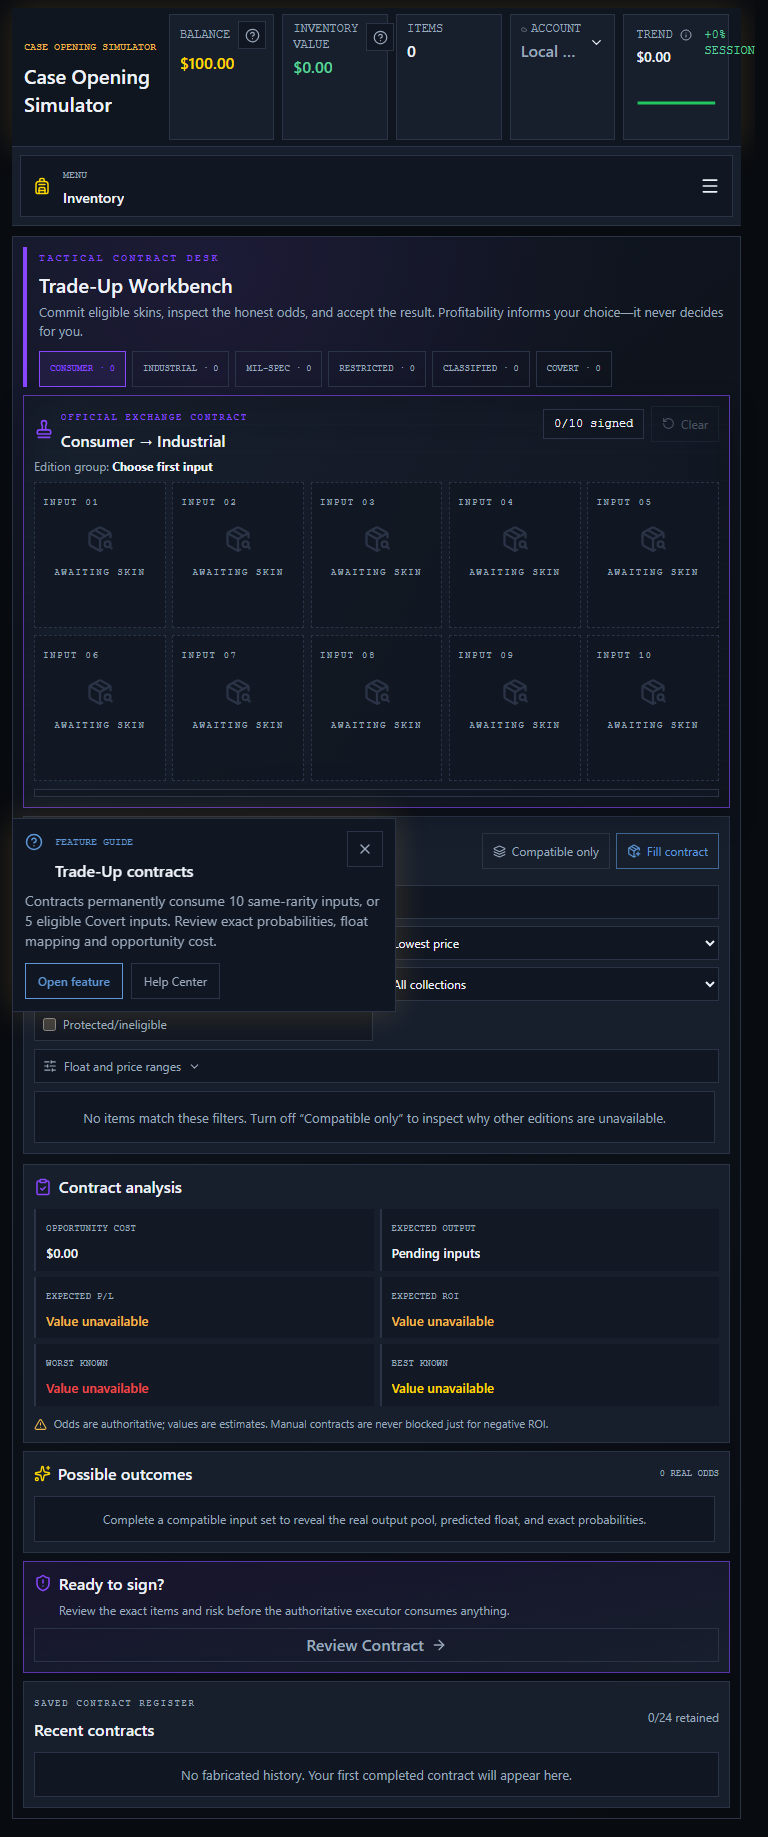 CASE OPENING SIMULATOR
Case Opening
Simulator
BALANCE
$100.00
INVENTORY
VALUE
$0.00
ITEMS
0
ACCOUNT
Local ...
TREND
$0.00
+0%
SESSION
MENU
Inventory
TACTICAL CONTRACT DESK
Trade-Up Workbench
Commit eligible skins, inspect the honest odds, and accept the result. Profitability informs your choice—it never decides
for you.
CONSUMER · 0
INDUSTRIAL · 0
MIL-SPEC · 0
RESTRICTED · 0
CLASSIFIED · 0
COVERT · 0
OFFICIAL EXCHANGE CONTRACT
Consumer → Industrial
0/10 signed
Clear
Edition group: Choose first input
INPUT 01
INPUT 02
INPUT 03
INPUT 04
INPUT 05
AWAITING SKIN
AWAITING SKIN
AWAITING SKIN
AWAITING SKIN
AWAITING SKIN
INPUT 06
INPUT 07
INPUT 08
INPUT 09
INPUT 10
AWAITING SKIN
AWAITING SKIN
AWAITING SKIN
AWAITING SKIN
AWAITING SKIN
FEATURE GUIDE
Trade-Up contracts
Contracts permanently consume 10 same-rarity inputs, or
5 eligible Covert inputs. Review exact probabilities, float
mapping and opportunity cost.
Open feature
Help Center
Compatible only
Fill contract
Lowest price
All collections
Protected/ineligible
Float and price ranges
No items match these filters. Turn off “Compatible only” to inspect why other editions are unavailable.
Contract analysis
OPPORTUNITY COST
$0.00
EXPECTED OUTPUT
Pending inputs
EXPECTED P/L
Value unavailable
EXPECTED ROI
Value unavailable
WORST KNOWN
Value unavailable
BEST KNOWN
Value unavailable
Odds are authoritative; values are estimates. Manual contracts are never blocked just for negative ROI.
Possible outcomes
0 REAL ODDS
Complete a compatible input set to reveal the real output pool, predicted float, and exact probabilities.
Ready to sign?
Review the exact items and risk before the authoritative executor consumes anything.
Review Contract →
SAVED CONTRACT REGISTER
Recent contracts
0/24 retained
No fabricated history. Your first completed contract will appear here.